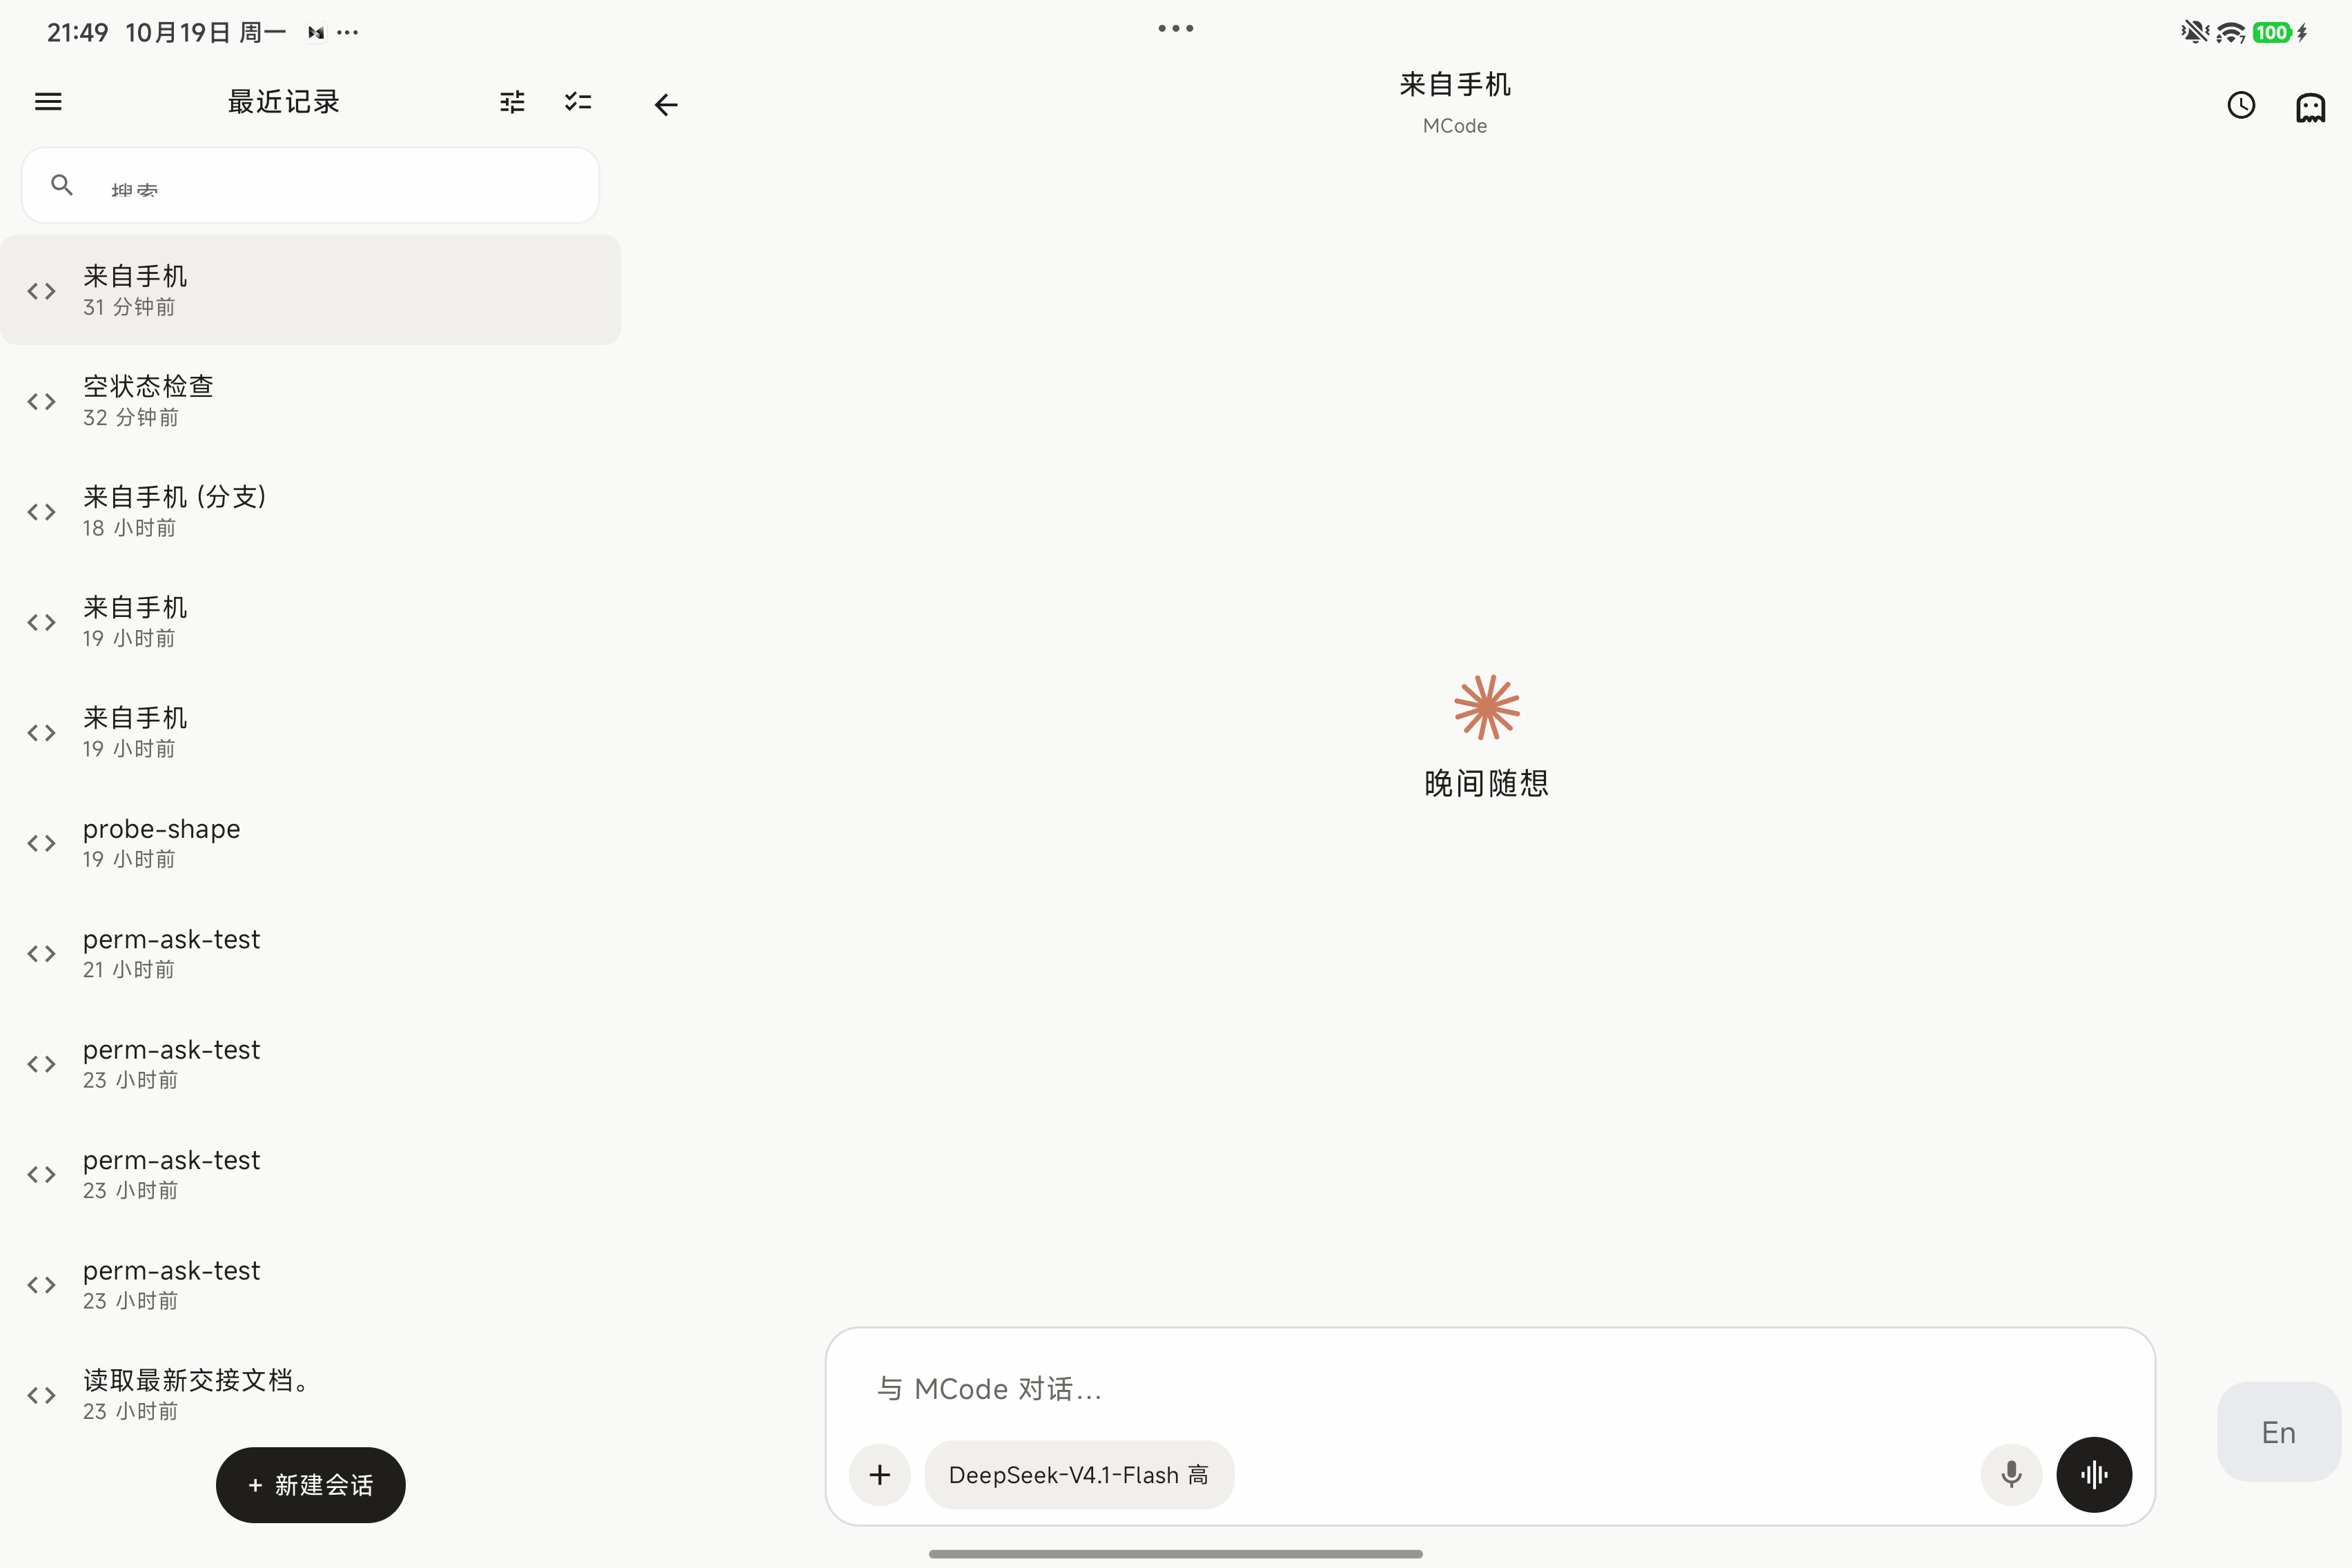 21:49 10月19日 周一
100
最近记录
搜索
来自手机
31 分钟前
空状态检查
32 分钟前
来自手机 (分支)
18 小时前
来自手机
19 小时前
来自手机
19 小时前
probe-shape
19 小时前
perm-ask-test
21 小时前
perm-ask-test
23 小时前
perm-ask-test
23 小时前
perm-ask-test
23 小时前
读取最新交接文档。
23 小时前
+ 新建会话
来自手机
MCode
晚间随想
与 MCode 对话...
DeepSeek-V4.1-Flash 高
En